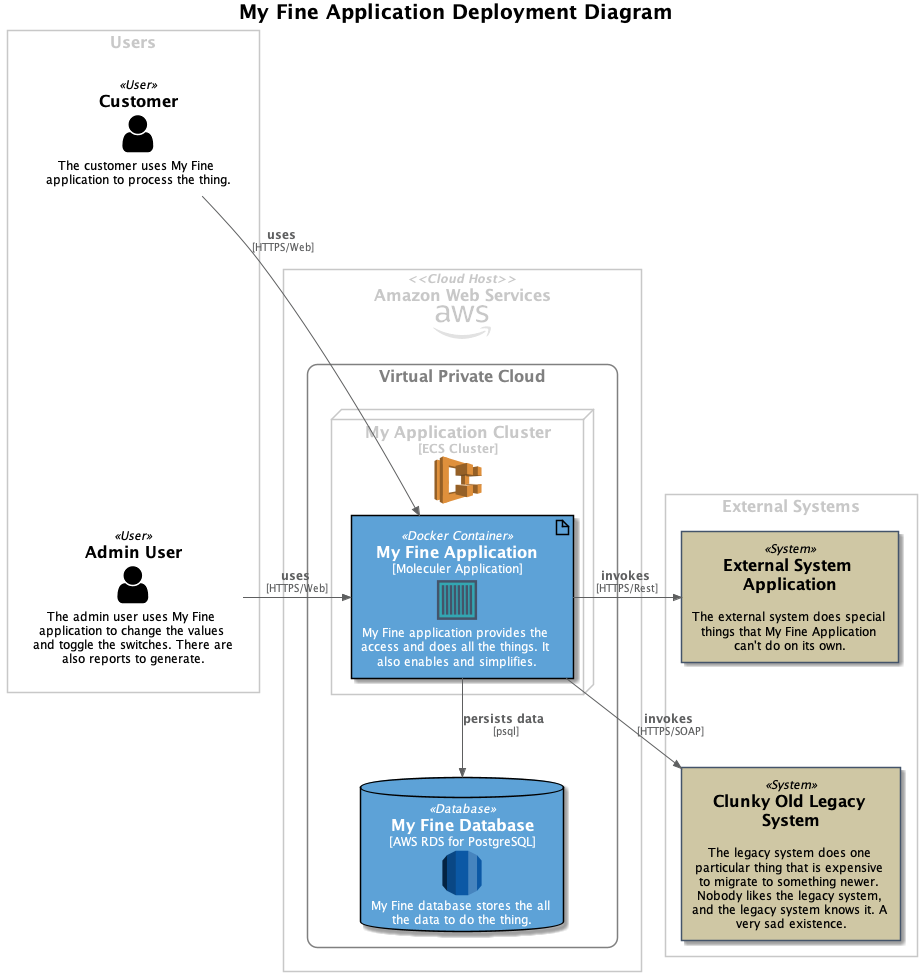 My Fine Application Deployment Diagram
Users
«User»
Customer
The customer uses My Fine
application to process the thing.
uses
[HTTPS/Web]
<<Cloud Host>>
Amazon Web Services
aws
Virtual Private Cloud
My Application Cluster
[ECS Cluster]
«User»
Admin User
The admin user uses My Fine
application to change the values
and toggle the switches. There are
also reports to generate.
uses
[HTTPS/Web]
«Docker Container»
My Fine Application
[Moleculer Application]
My Fine application provides the
access and does all the things. It
also enables and simplifies.
invokes
[HTTPS/Rest]
External Systems
«System»
External System
Application
The external system does special
things that My Fine Application
can't do on its own.
persists data
[psql]
invokes
[HTTPS/SOAP]
«Database»
My Fine Database
[AWS RDS for PostgreSQL]
My Fine database stores the all
the data to do the thing.
«System»
Clunky Old Legacy
System
The legacy system does one
particular thing that is expensive
to migrate to something newer.
Nobody likes the legacy system,
and the legacy system knows it. A
very sad existence.